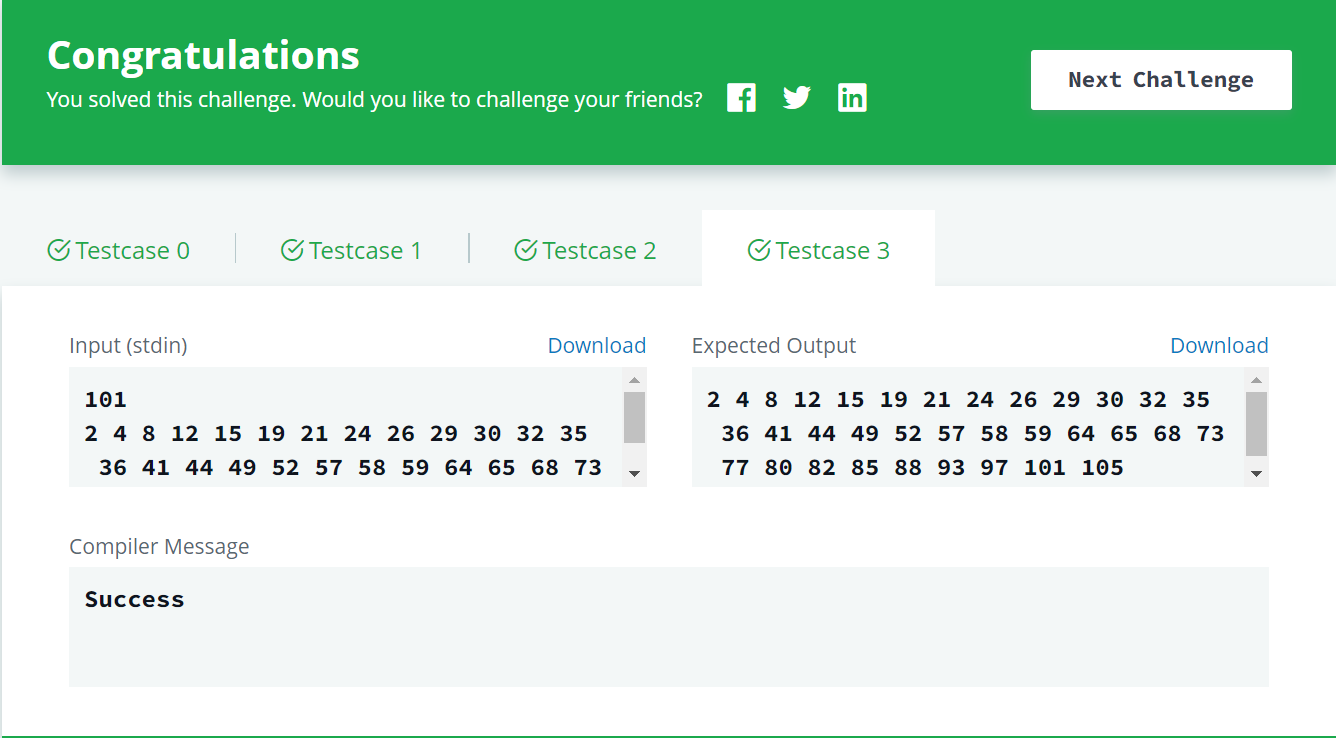 Congratulations
You solved this challenge. Would you like to challenge your friends?
Next Challenge
Testcase 0
Testcase 1
Testcase 2
Testcase 3
Input (stdin)
Download
101
2 4 8 12 15 19 21 24 26 29 30 32 35
36 41 44 49 52 57 58 59 64 65 68 73
Expected Output
Download
2 4 8 12 15 19 21 24 26 29 30 32 35
36 41 44 49 52 57 58 59 64 65 68 73
77 80 82 85 88 93 97 101 105
Compiler Message
Success